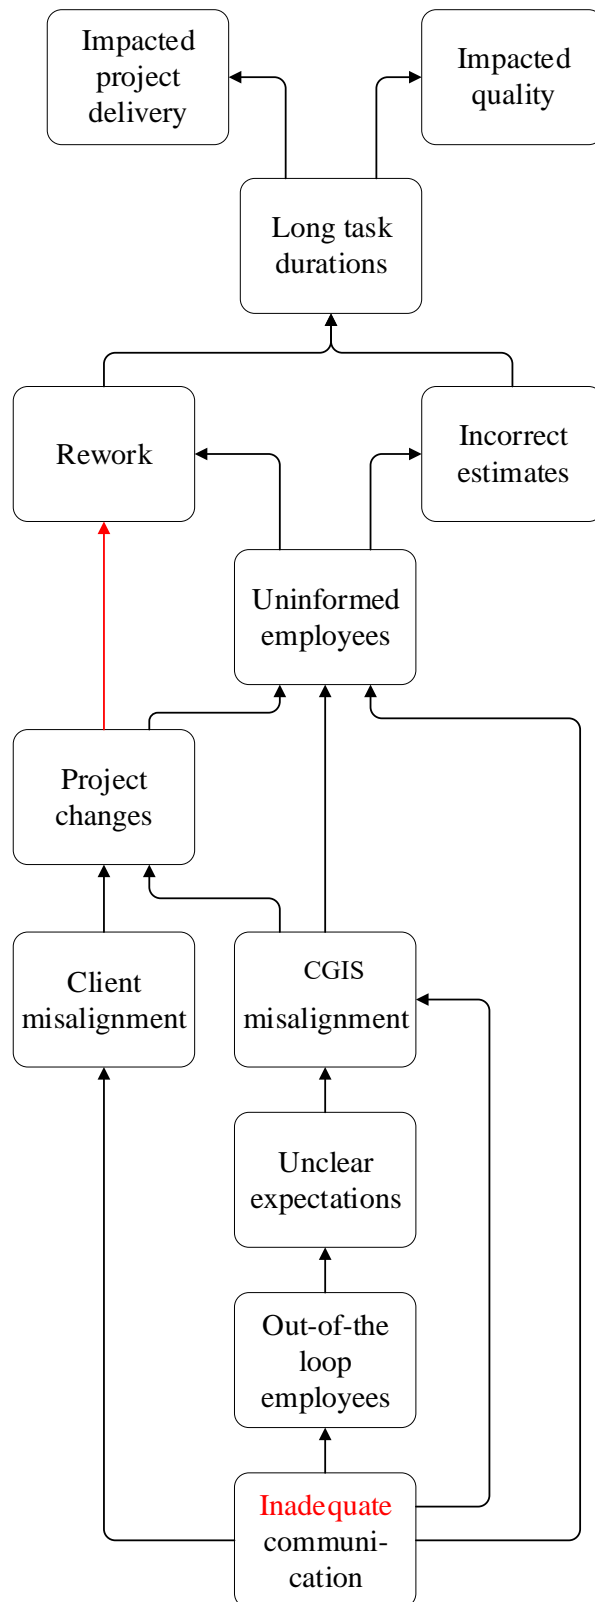 Impacted
project
delivery
Impacted
quality
Long task
durations
Rework
Incorrect
estimates
Uninformed
employees
Project
changes
Client
misalignment
CGIS
misalignment
Unclear
expectations
Out-of-the
loop
employees
Inadequate
communi-
cation